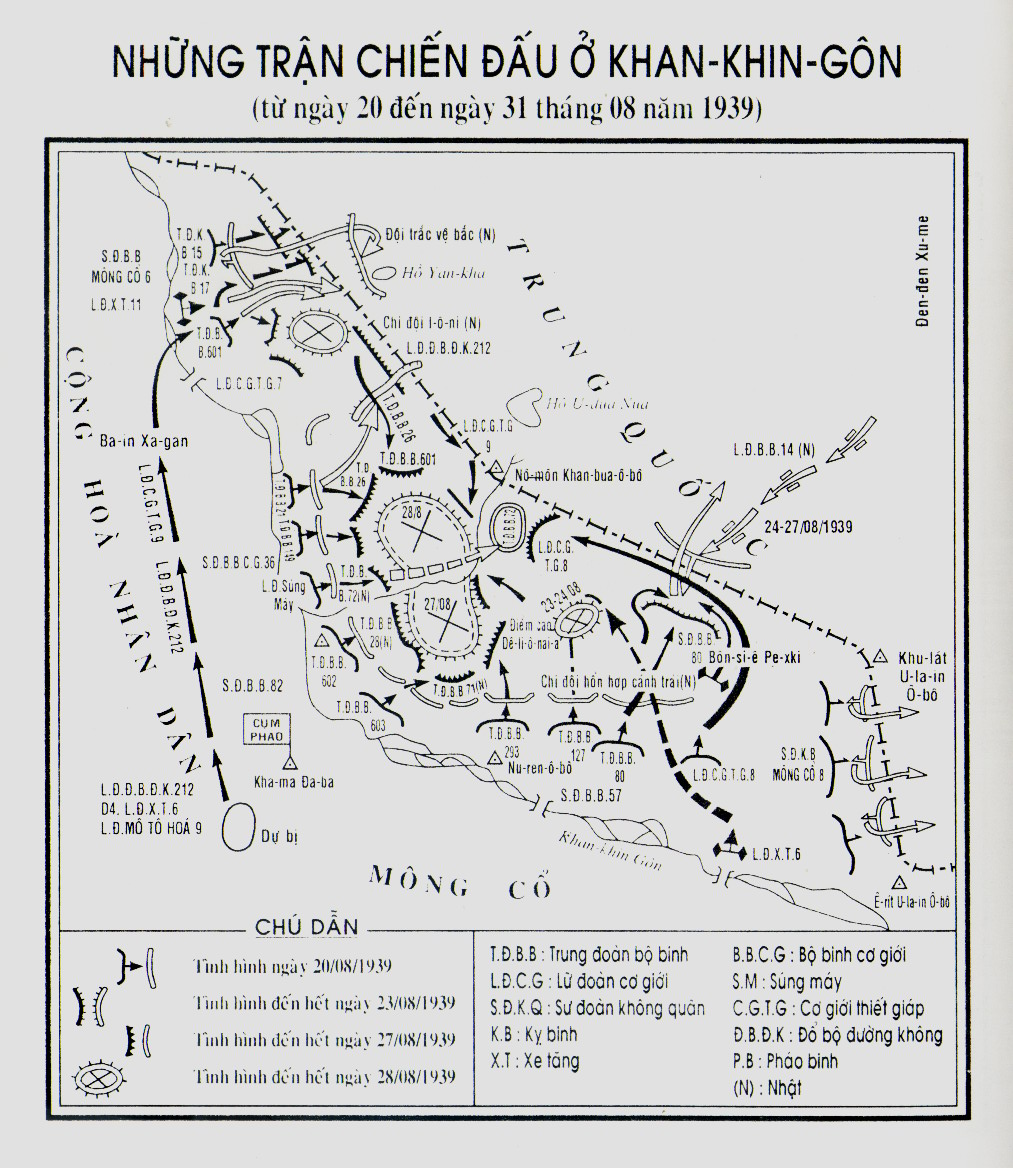 NHỮNG TRẬN CHIẾN ĐẤU Ở KHAN-KHIN-GÔN
(từ ngày 20 đến ngày 31 tháng 08 năm 1939)
T.Đ.K.
B 15
T.Đ.K.
B 17
S.Đ.B.B
MÔNG CỔ 6
L.Đ.X.T.11
T.Đ.B.
B.601
Đội trắc vệ bắc (N)
Hồ Yan-kha
Chi đội I-ô-ni (N)
L.Đ.Đ.B.Đ.K.212
L.Đ.C.G.T.G.7
TRUNG QUỐC
Đen-đen Xu-me
CỘNG HOÀ NHÂN DÂN
MÔNG CỔ
Ba-in Xa-gan
L.Đ.C.G.T.G.9
L.Đ.Đ.B.Đ.K.212
T.Đ.B.B.26
T.Đ.B.B.601
L.Đ.C.G.T.G
9
Nô-môn Khan-bua-ô-bô
L.Đ.B.B.14 (N)
24-27/08/1939
T.Đ
B.B 26
T.Đ.B.B.149
28/8
T.Đ.B.B.72
L.Đ.C.G.
T.G.8
S.Đ.B.B C.G.36
L.Đ.Súng
Máy
T.Đ.B.
B.72(N)
27/08
23-24/08
T.Đ.B.B
28(N)
T.Đ.B.B.
602
T.Đ.B.B.
603
T.Đ.B.B 71(N)
S.Đ.B.B
80
Bôn-si-ê Pe-xki
Chi đội hỗn hợp cánh trái(N)
Khu-lát
U-la-in
Ô-bô
S.Đ.B.B.82
CỤM
PHÁO
Kha-ma Đa-ba
T.Đ.B.B
293
Nu-ren-ô-bô
T.Đ.B.B
127
T.Đ.B.B.
80
L.Đ.C.G.T.G.8
S.Đ.K.B
MÔNG CỔ 8
S.Đ.B.B.57
L.Đ.Đ.B.Đ.K.212
D4. L.Đ.X.T.6
L.Đ.MÔ TÔ HOÁ 9
Dự bị
Khan-khin Gôn
L.Đ.X.T.6
Ê-rít U-la-in Ô-bô
CHÚ DẪN
Tình hình ngày 20/08/1939
Tình hình đến hết ngày 23/08/1939
Tình hình đến hết ngày 27/08/1939
Tình hình đến hết ngày 28/08/1939
T.Đ.B.B : Trung đoàn bộ binh
L.Đ.C.G : Lữ đoàn cơ giới
S.Đ.K.Q : Sư đoàn không quân
K.B : Kỵ binh
X.T : Xe tăng
B.B.C.G : Bộ binh cơ giới
S.M : Súng máy
C.G.T.G : Cơ giới thiết giáp
Đ.B.Đ.K : Đổ bộ đường không
P.B : Pháo binh
(N) : Nhật